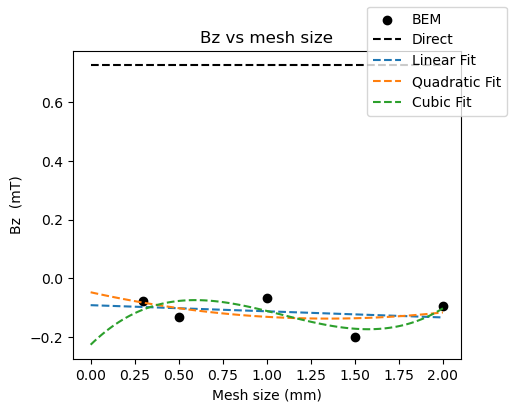 Bz vs mesh size
BEM
Direct
Linear Fit
Quadratic Fit
Cubic Fit
Bz (mT)
0.6
0.4
0.2
0.0
−0.2
0.00 0.25 0.50 0.75 1.00 1.25 1.50 1.75 2.00
Mesh size (mm)